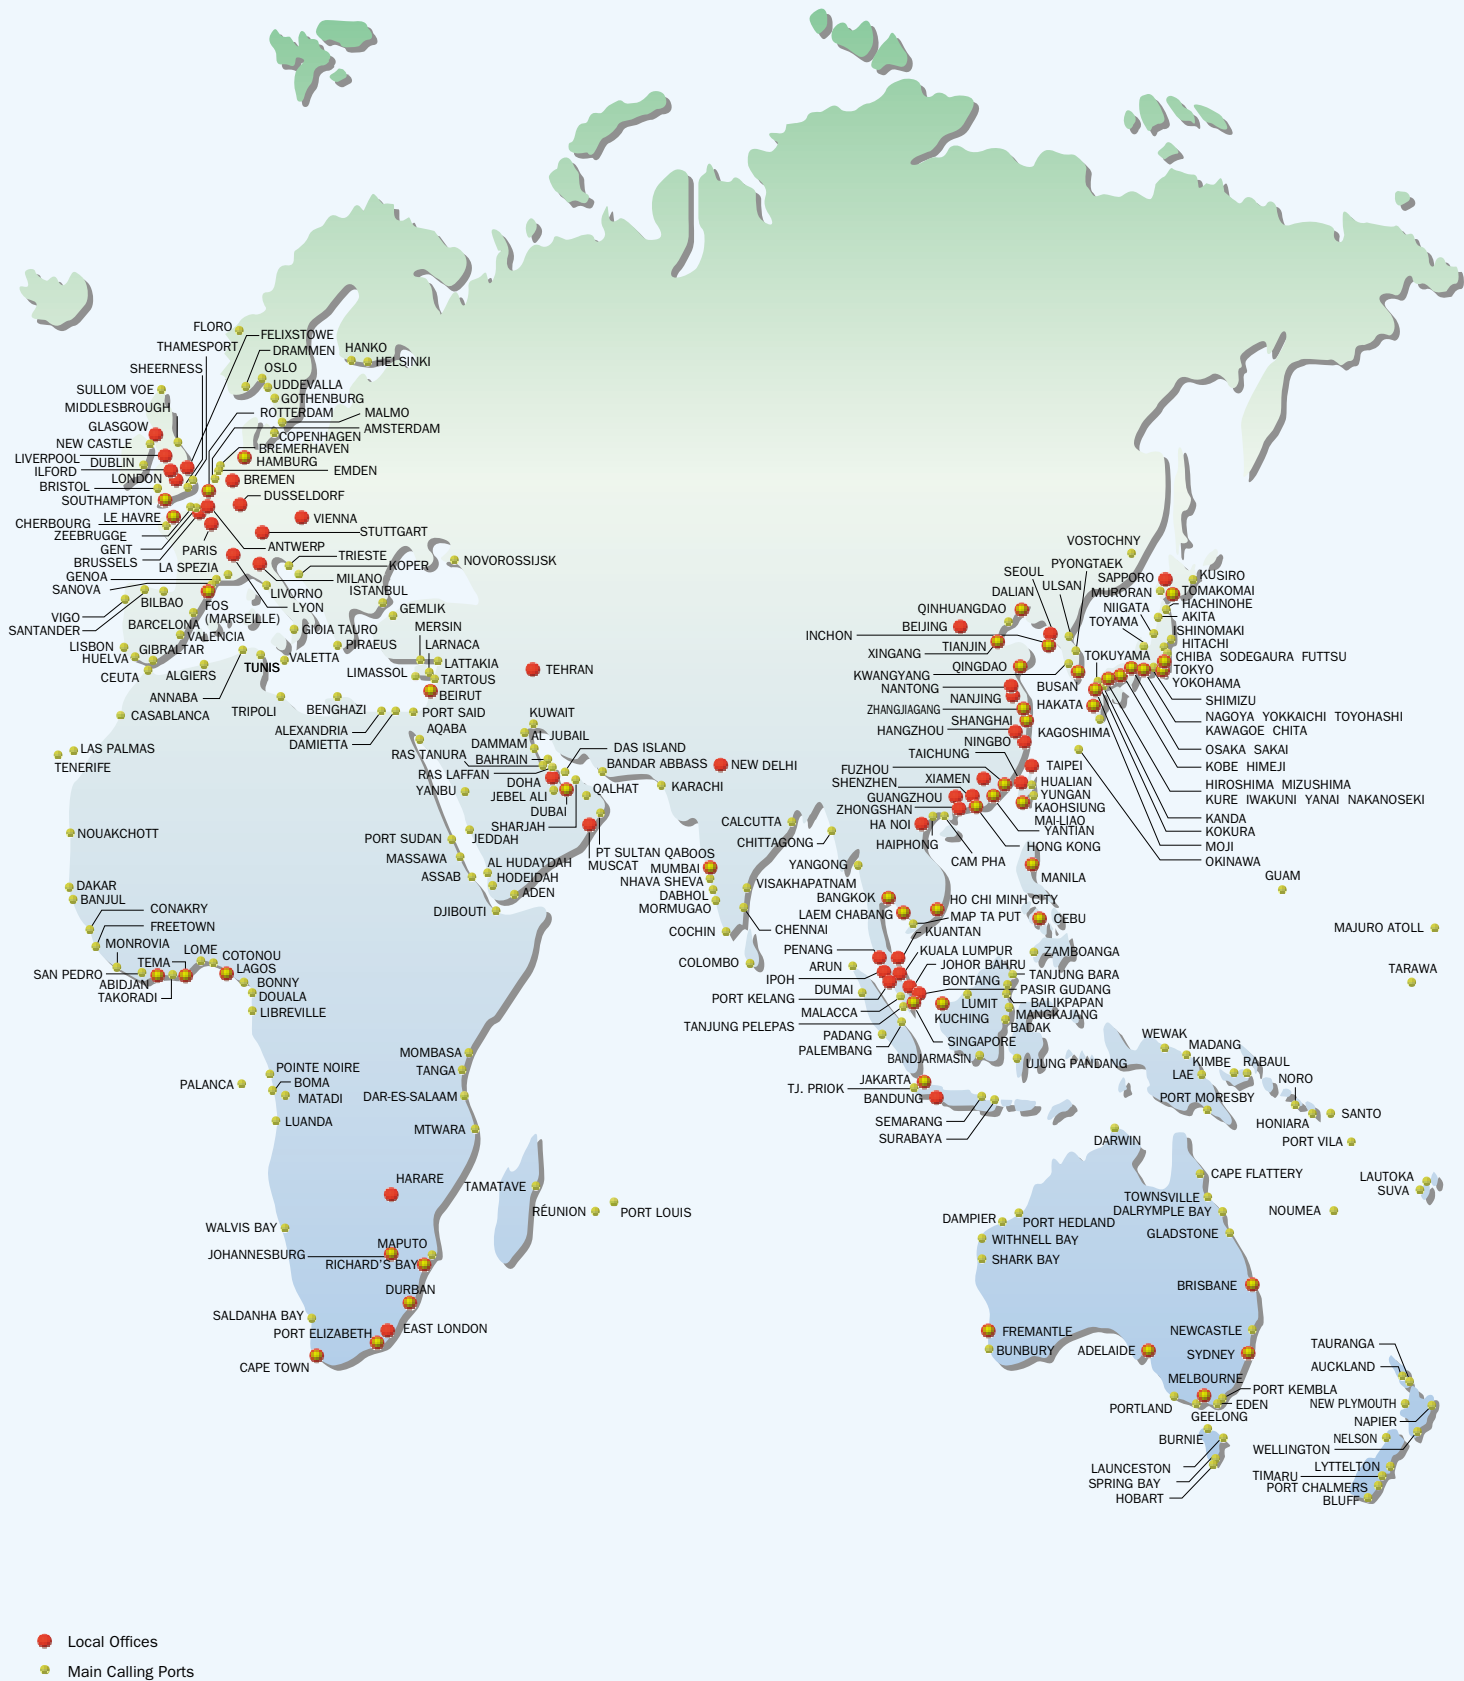 FLORO
FELIXSTOWE
THAMESPORT
DRAMMEN
HANKO
SHEERNESS
OSLO
HELSINKI
SULLOM VOE
UDDEVALLA
GOTHENBURG
MIDDLESBROUGH
ROTTERDAM
MALMO
GLASGOW
AMSTERDAM
NEW CASTLE
COPENHAGEN
BREMERHAVEN
LIVERPOOL
DUBLIN
HAMBURG
ILFORD
EMDEN
LONDON
BREMEN
BRISTOL
DUSSELDORF
SOUTHAMPTON
LE HAVRE
VIENNA
CHERBOURG
STUTTGART
ZEEBRUGGE
GENT
PARIS
ANTWERP
BRUSSELS
TRIESTE
NOVOROSSIJSK
LA SPEZIA
KOPER
GENOA
MILANO
SANOVA
LIVORNO
ISTANBUL
BILBAO
FOS
(MARSEILLE)
LYON
VIGO
GEMLIK
SANTANDER
BARCELONA
GIOIA TAURO
MERSIN
VALENCIA
PIRAEUS
LARNACA
LISBON
GIBRALTAR
HUELVA
TUNIS
VALETTA
LATTAKIA
CEUTA
ALGIERS
LIMASSOL
TARTOUS
TEHRAN
ANNABA
BEIRUT
CASABLANCA
TRIPOLI
BENGHAZI
PORT SAID
KUWAIT
ALEXANDRIA
AQABA
DAMIETTA
AL JUBAIL
DAMMAM
DAS ISLAND
LAS PALMAS
RAS TANURA
BAHRAIN
BANDAR ABBASS
TENERIFE
RAS LAFFAN
DOHA
NEW DELHI
YANBU
JEBEL ALI
QALHAT
KARACHI
DUBAI
SHARJAH
NOUAKCHOTT
PORT SUDAN
JEDDAH
PT SULTAN QABOOS
MASSAWA
AL HUDAYDAH
MUSCAT
MUMBAI
ASSAB
HODEIDAH
NHAVA SHEVA
DAKAR
ADEN
DABHOL
BANJUL
DJIBOUTI
MORMUGAO
CONAKRY
COCHIN
FREETOWN
COLOMBO
MONROVIA
LOME
COTONOU
TEMA
LAGOS
SAN PEDRO
ABIDJAN
BONNY
TAKORADI
DOUALA
LIBREVILLE
MOMBASA
POINTE NOIRE
TANGA
PALANCA
BOMA
MATADI
DAR-ES-SALAAM
LUANDA
MTWARA
HARARE
TAMATAVE
RÉUNION
PORT LOUIS
WALVIS BAY
MAPUTO
JOHANNESBURG
RICHARD'S BAY
DURBAN
SALDANHA BAY
PORT ELIZABETH
EAST LONDON
CAPE TOWN
VOSTOCHNY
PYONGTAEK
SEOUL
ULSAN
SAPPORO
KUSIRO
DALIAN
MURORAN
TOMAKOMAI
QINHUANGDAO
NIIGATA
HACHINOHE
BEIJING
TOYAMA
AKITA
INCHON
ISHINOMAKI
XINGANG
TIANJIN
HITACHI
TOKUYAMA
CHIBA SODEGAURA FUTTSU
QINGDAO
TOKYO
KWANGYANG
YOKOHAMA
NANTONG
BUSAN
NANJING
HAKATA
SHIMIZU
ZHANGJIAGANG
NAGOYA YOKKAICHI TOYOHASHI
SHANGHAI
KAWAGOE CHITA
HANGZHOU
KAGOSHIMA
NINGBO
OSAKA SAKAI
TAICHUNG
KOBE HIMEJI
FUZHOU
TAIPEI
SHENZHEN
XIAMEN
HUALIAN
HIROSHIMA MIZUSHIMA
GUANGZHOU
YUNGAN
KURE IWAKUNI YANAI NAKANOSEKI
ZHONGSHAN
KAOHSIUNG
KANDA
CALCUTTA
HA NOI
MAI-LIAO
YANTIAN
KOKURA
CHITTAGONG
HAIPHONG
HONG KONG
MOJI
YANGONG
CAM PHA
OKINAWA
MANILA
GUAM
VISAKHAPATNAM
BANGKOK
HO CHI MINH CITY
LAEM CHABANG
MAP TA PUT
CEBU
CHENNAI
KUANTAN
MAJURO ATOLL
PENANG
KUALA LUMPUR
ZAMBOANGA
ARUN
JOHOR BAHRU
TARAWA
IPOH
BONTANG
TANJUNG BARA
DUMAI
PASIR GUDANG
PORT KELANG
LUMIT
BALIKPAPAN
MALACCA
KUCHING
MANGKAJANG
TANJUNG PELEPAS
BADAK
PADANG
SINGAPORE
WEWAK
PALEMBANG
BANDJARMASIN
UJUNG PANDANG
MADANG
KIMBE
RABAUL
LAE
NORO
JAKARTA
TJ. PRIOK
BANDUNG
PORT MORESBY
SEMARANG
HONIARA
SANTO
SURABAYA
DARWIN
PORT VILA
CAPE FLATTERY
LAUTOKA
TOWNSVILLE
SUVA
DALRYMPLE BAY
NOUMEA
DAMPIER
PORT HEDLAND
GLADSTONE
WITHNELL BAY
SHARK BAY
BRISBANE
FREMANTLE
NEWCASTLE
BUNBURY
ADELAIDE
SYDNEY
TAURANGA
AUCKLAND
MELBOURNE
PORT KEMBLA
PORTLAND
EDEN
NEW PLYMOUTH
GEELONG
NAPIER
BURNIE
NELSON
WELLINGTON
LAUNCESTON
LYTTELTON
SPRING BAY
TIMARU
PORT CHALMERS
HOBART
BLUFF
Local Offices
Main Calling Ports